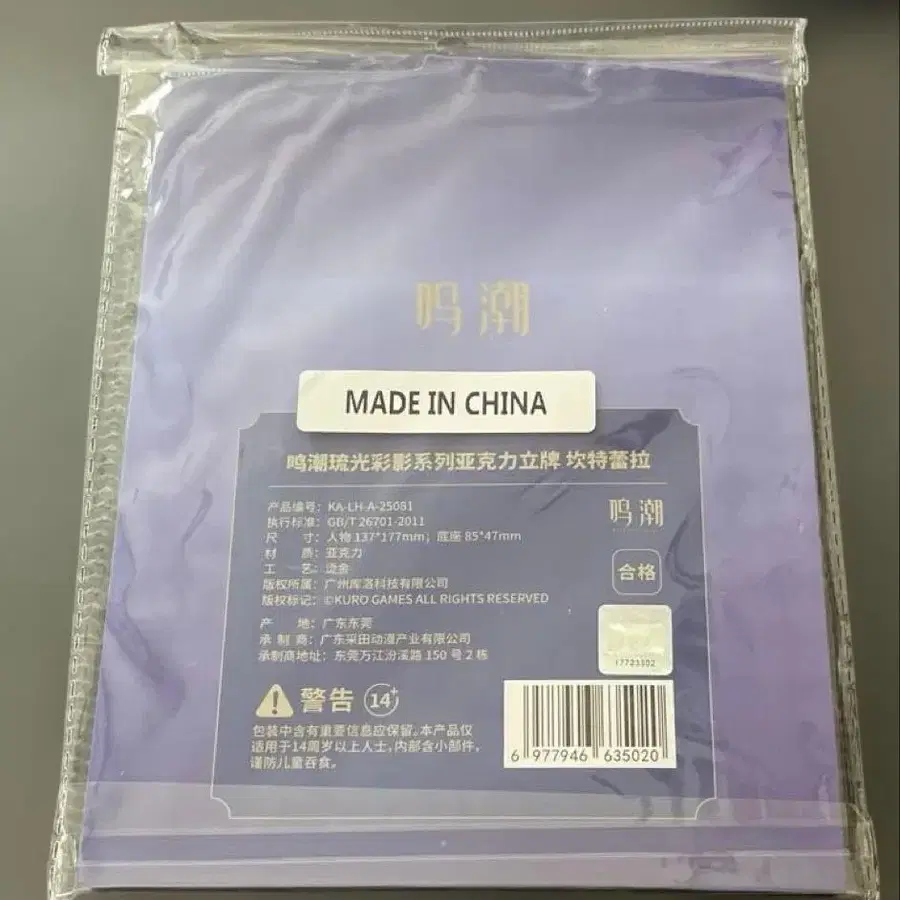 鸣潮
MADE IN CHINA
鸣潮琉光彩影系列亚克力立牌 坎特蕾拉
产品编号：KA-LH-A-25081
执行标准：GB/T 26701-2011
尺 寸：人物 137*177mm；底座 85*47mm
材 质：亚克力
工 艺：烫金
版权所属：广州库洛科技有限公司
版权标记：©KURO GAMES ALL RIGHTS RESERVED
产 地：广东东莞
承 制 商：广东采田动漫产业有限公司
承制商地址：东莞万江汾溪路 150 号 2 栋
鸣潮
合格
17723302
警告 14+
包装中含有重要信息应保留。本产品仅
适用于14周岁以上人士，内部含小部件，
谨防儿童吞食。
6 977946 635020